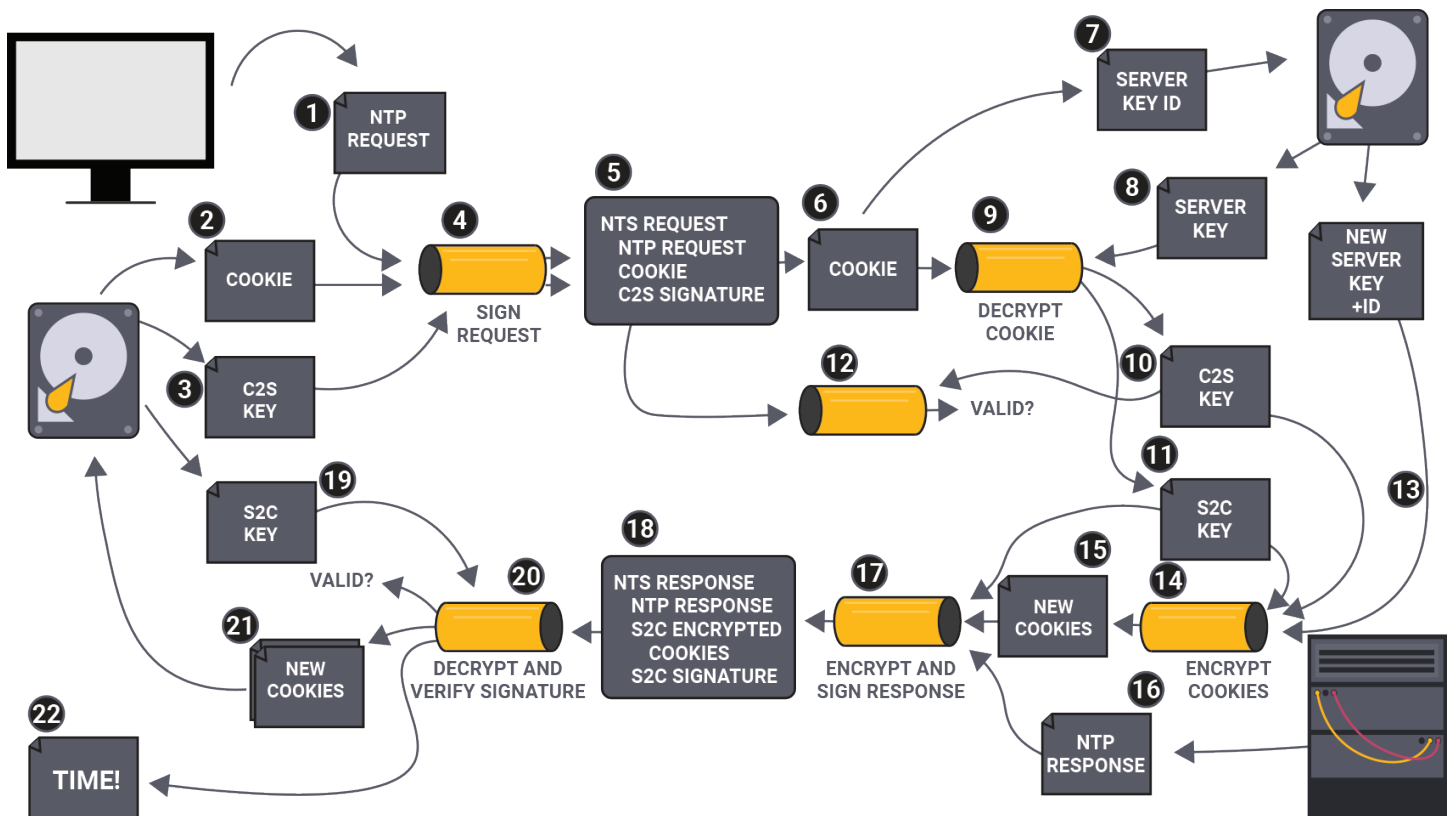 1
NTP
REQUEST
2
COOKIE
3
C2S
KEY
4
SIGN
REQUEST
5
NTS REQUEST
NTP REQUEST
COOKIE
C2S SIGNATURE
6
COOKIE
7
SERVER
KEY ID
8
SERVER
KEY
9
DECRYPT
COOKIE
10
C2S
KEY
11
S2C
KEY
12
VALID?
NEW
SERVER
KEY
+ID
13
14
ENCRYPT
COOKIES
15
NEW
COOKIES
16
NTP
RESPONSE
17
ENCRYPT AND
SIGN RESPONSE
18
NTS RESPONSE
NTP RESPONSE
S2C ENCRYPTED
COOKIES
S2C SIGNATURE
19
S2C
KEY
20
DECRYPT AND
VERIFY SIGNATURE
VALID?
21
NEW
COOKIES
22
TIME!